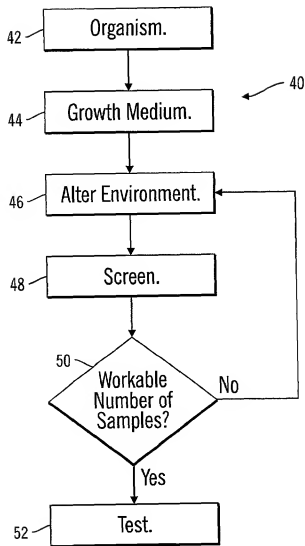 42
Organism.
40
44
Growth Medium.
46
Alter Environment.
48
Screen.
50
Workable
Number of
Samples?
No
Yes
52
Test.